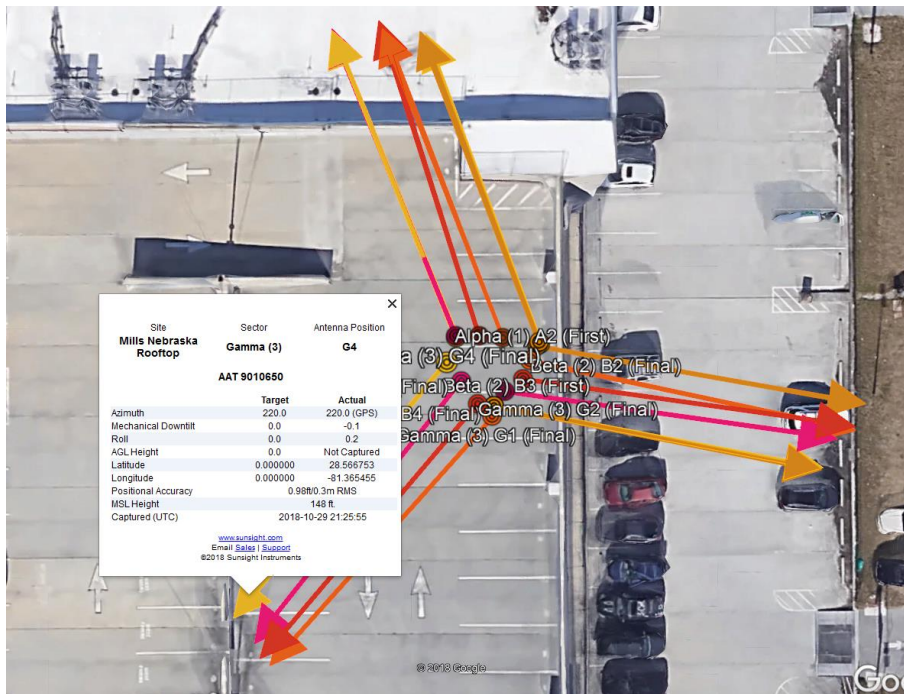 ×
Site Sector Antenna Position
Mills Nebraska Rooftop Gamma (3) G4
AAT 9010650
Target Actual
Azimuth 220.0 220.0 (GPS)
Mechanical Downtilt 0.0 -0.1
Roll 0.0 0.2
AGL Height 0.0 Not Captured
Latitude 0.000000 28.566753
Longitude 0.000000 -81.365455
Positional Accuracy 0.98ft/0.3m RMS
MSL Height 148 ft.
Captured (UTC) 2018-10-29 21:25:55
www.sunsight.com
Email Sales | Support
©2018 Sunsight Instruments
Alpha (1) A2 (First)
a (3) G4 (Final)
Beta (2) B2 (Final)
Final)
Beta (2) B3 (First)
B4 (Final)
Gamma (3) G2 (Final)
Gamma (3) G1 (Final)
© 2018 Google
Goo